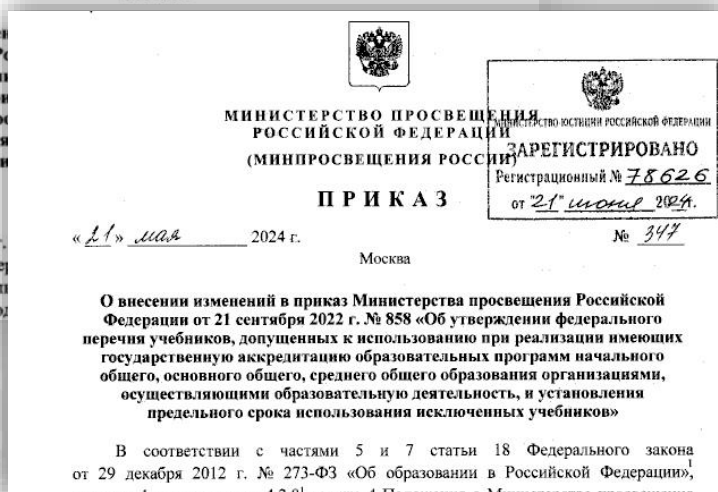 МИНИСТЕРСТВО ПРОСВЕЩЕНИЯ
РОССИЙСКОЙ ФЕДЕРАЦИИ
(МИНПРОСВЕЩЕНИЯ РОССИИ)
МИНИСТЕРСТВО ЮСТИЦИИ РОССИЙСКОЙ ФЕДЕРАЦИИ
ЗАРЕГИСТРИРОВАНО
Регистрационный № 78626
от "21" июня 2024.
ПРИКАЗ
«21» мая 2024 г. № 347
Москва
О внесении изменений в приказ Министерства просвещения Российской
Федерации от 21 сентября 2022 г. № 858 «Об утверждении федерального
перечня учебников, допущенных к использованию при реализации имеющих
государственную аккредитацию образовательных программ начального
общего, основного общего, среднего общего образования организациями,
осуществляющими образовательную деятельность, и установления
предельного срока использования исключенных учебников»
В соответствии с частями 5 и 7 статьи 18 Федерального закона
от 29 декабря 2012 г. № 273-ФЗ «Об образовании в Российской Федерации»,